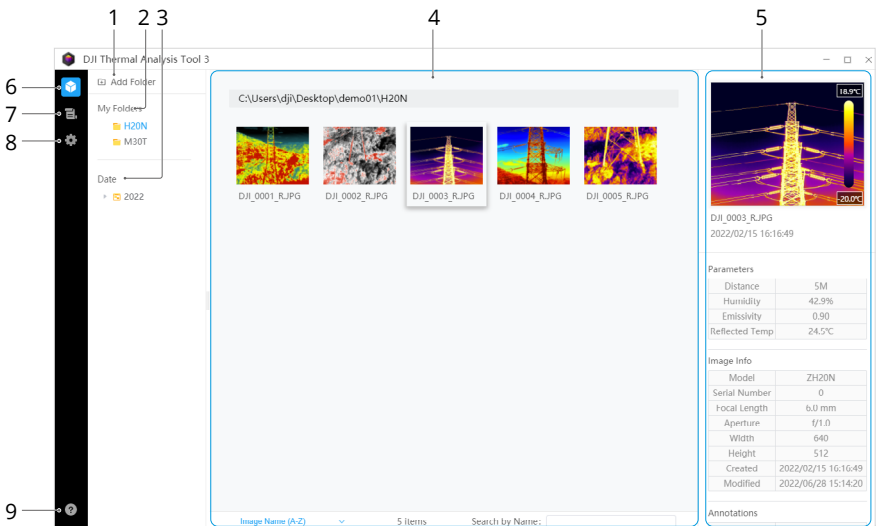 1 2 3 4 5
DJI Thermal Analysis Tool 3
6
7
8
9
Add Folder
My Folders
H20N
M30T
Date
2022
C:\Users\dji\Desktop\demo01\H20N
DJI_0001_R.JPG DJI_0002_R.JPG DJI_0003_R.JPG DJI_0004_R.JPG DJI_0005_R.JPG
Image Name (A-Z) 5 items Search by Name:
18.9℃
-20.0℃
DJI_0003_R.JPG
2022/02/15 16:16:49
Parameters
Distance 5M
Humidity 42.9%
Emissivity 0.90
Reflected Temp 24.5℃
Image Info
Model ZH20N
Serial Number 0
Focal Length 6.0 mm
Aperture f/1.0
Width 640
Height 512
Created 2022/02/15 16:16:49
Modified 2022/06/28 15:14:20
Annotations